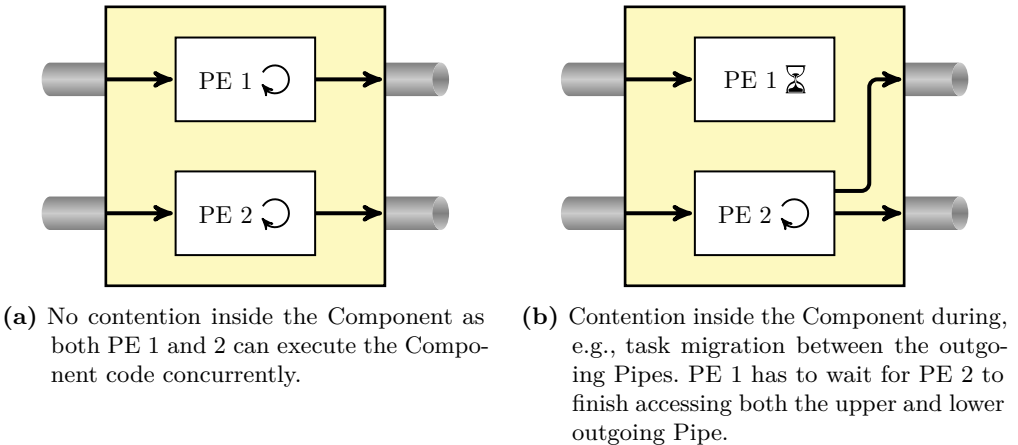 PE 1
PE 2
(a) No contention inside the Component as
both PE 1 and 2 can execute the Compo-
nent code concurrently.
PE 1
PE 2
(b) Contention inside the Component during,
e.g., task migration between the outgo-
ing Pipes. PE 1 has to wait for PE 2 to
finish accessing both the upper and lower
outgoing Pipe.